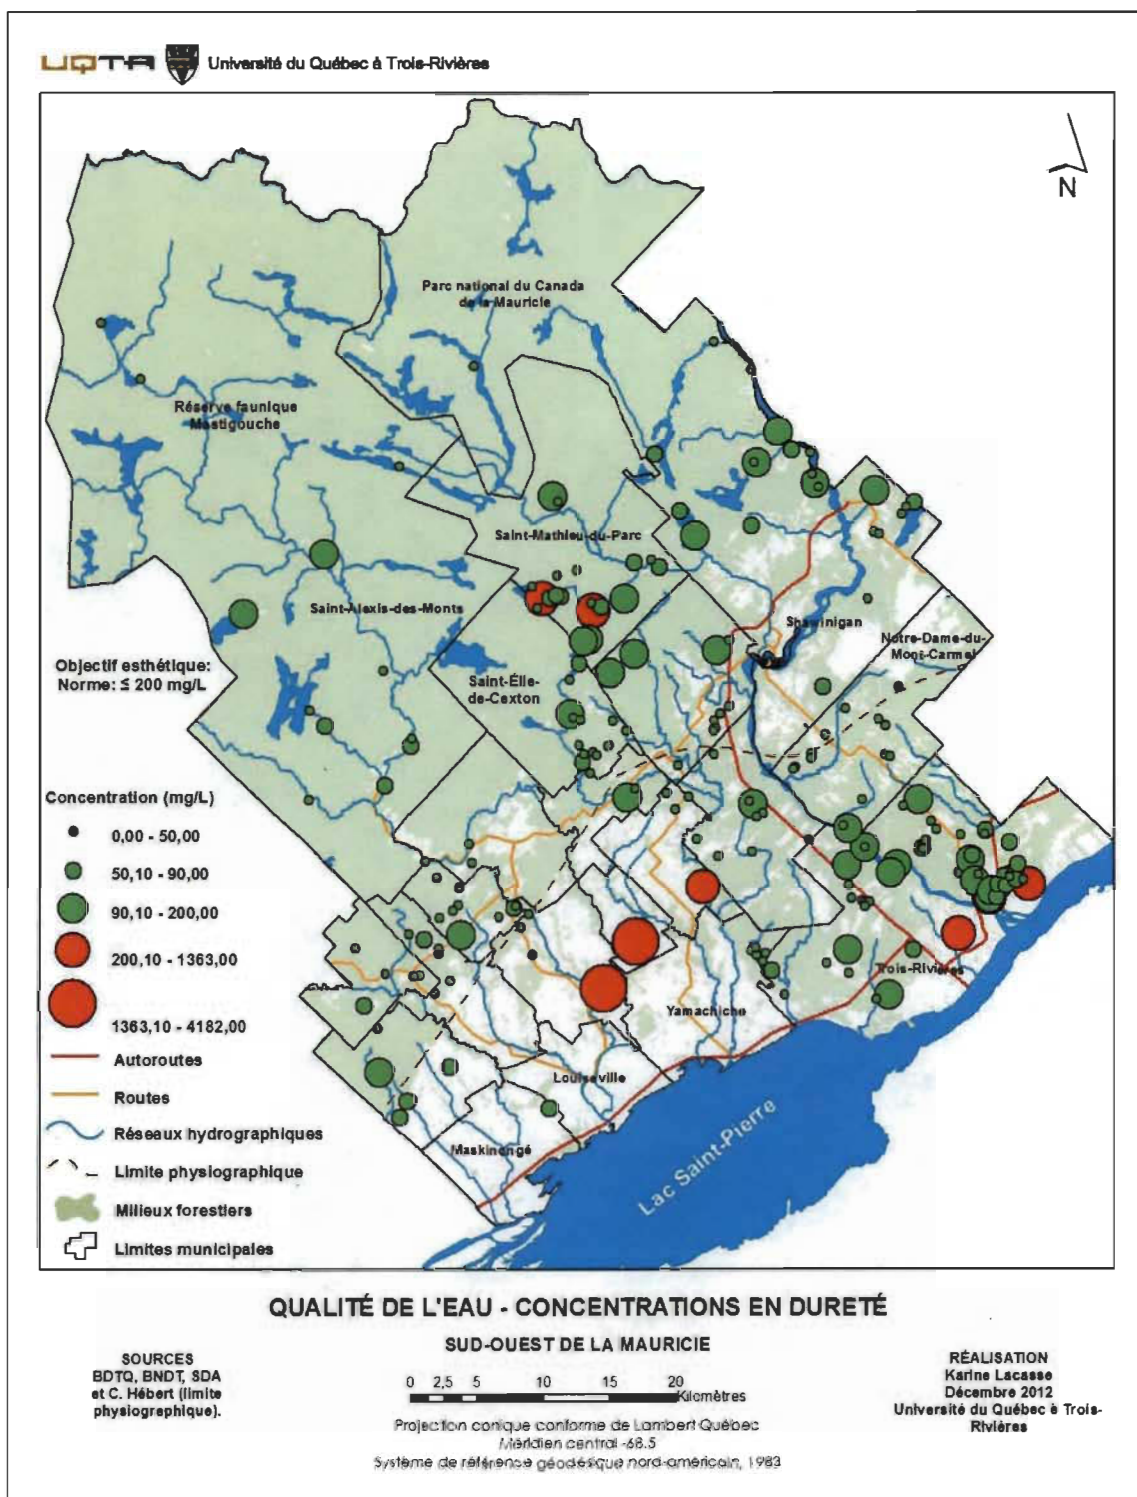 UQTR Université du Québec à Trois-Rivières
N
Parc national du Canada
de la Mauricie
Réserve faunique
Mastigouche
Saint-Mathieu-du-Parc
Saint-Alexis-des-Monts
Shawinigan
Notre-Dame-du-
Mont-Carmel
Objectif esthétique:
Norme: ≤ 200 mg/L
Saint-Élie-
de-Caxton
Concentration (mg/L)
0,00 - 50,00
50,10 - 90,00
90,10 - 200,00
200,10 - 1363,00
1363,10 - 4182,00
Autoroutes
Routes
Réseaux hydrographiques
Limite physiographique
Milieux forestiers
Limites municipales
Trois-Rivières
Yamachiche
Louiseville
Maskinongé
Lac Saint-Pierre
QUALITÉ DE L'EAU - CONCENTRATIONS EN DURETÉ
SUD-OUEST DE LA MAURICIE
SOURCES
BDTQ, BNDT, SDA
et C. Hébert (limite
physiographique).
0 2,5 5 10 15 20
Kilomètres
Projection conique conforme de Lambert Québec
Méridien central -68.5
Système de référence géodésique nord-américain, 1983
RÉALISATION
Karine Lacasse
Décembre 2012
Université du Québec à Trois-
Rivières